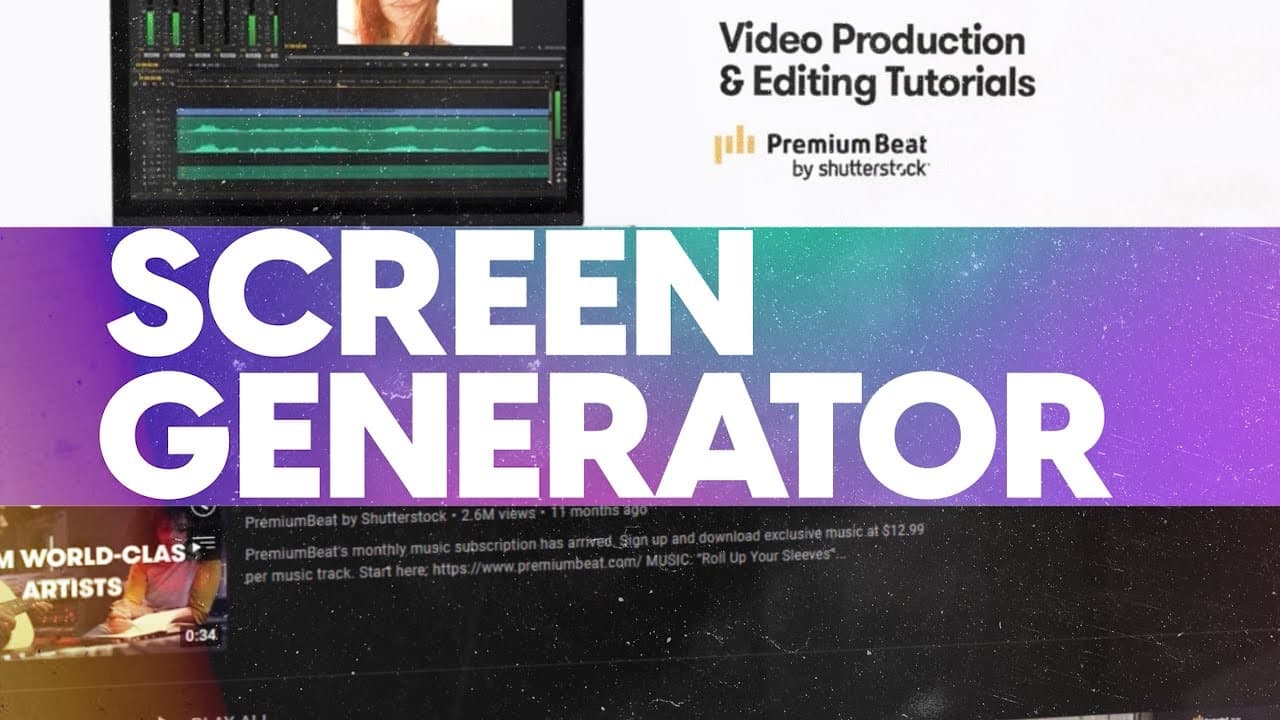 Video Production
& Editing Tutorials
PremiumBeat
by shutterstock
SCREEN
GENERATOR
PremiumBeat by Shutterstock • 2.6M views • 11 months ago
M WORLD-CLAS
ARTISTS
PremiumBeat's monthly music subscription has arrived. Sign up and download exclusive music at $12.99
per music track. Start here: https://www.premiumbeat.com/ MUSIC: "Roll Up Your Sleeves"...
0:34
PLAY ALL